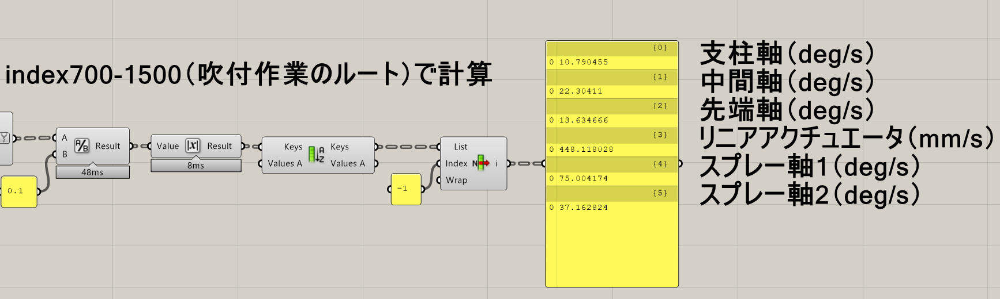 index700-1500(吹付作業のルート)で計算
A
B
A/B
Result
48ms
0.1
Value
|x|
Result
8ms
Keys
Values A
A
Z
Keys
Values A
-1
List
Index
Wrap
N
i
{0}
0 10.790455
{1}
0 22.30411
{2}
0 13.634666
{3}
0 448.118028
{4}
0 75.004174
{5}
0 37.162824
支柱軸(deg/s)
中間軸(deg/s)
先端軸(deg/s)
リニアアクチュエータ(mm/s)
スプレー軸1(deg/s)
スプレー軸2(deg/s)